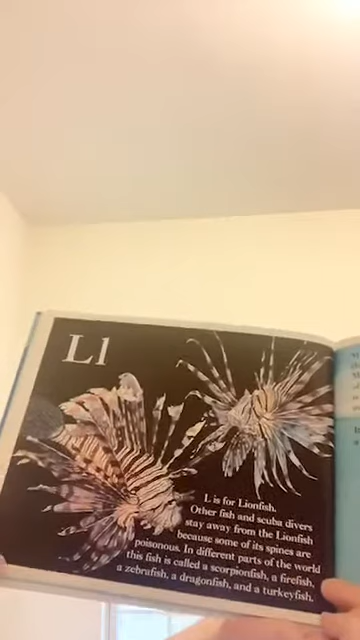 Ll
L is for Lionfish.
Other fish and scuba divers
stay away from the Lionfish
because some of its spines are
poisonous. In different parts of the world
this fish is called a scorpionfish, a firefish,
a zebrafish, a dragonfish, and a turkeyfish.